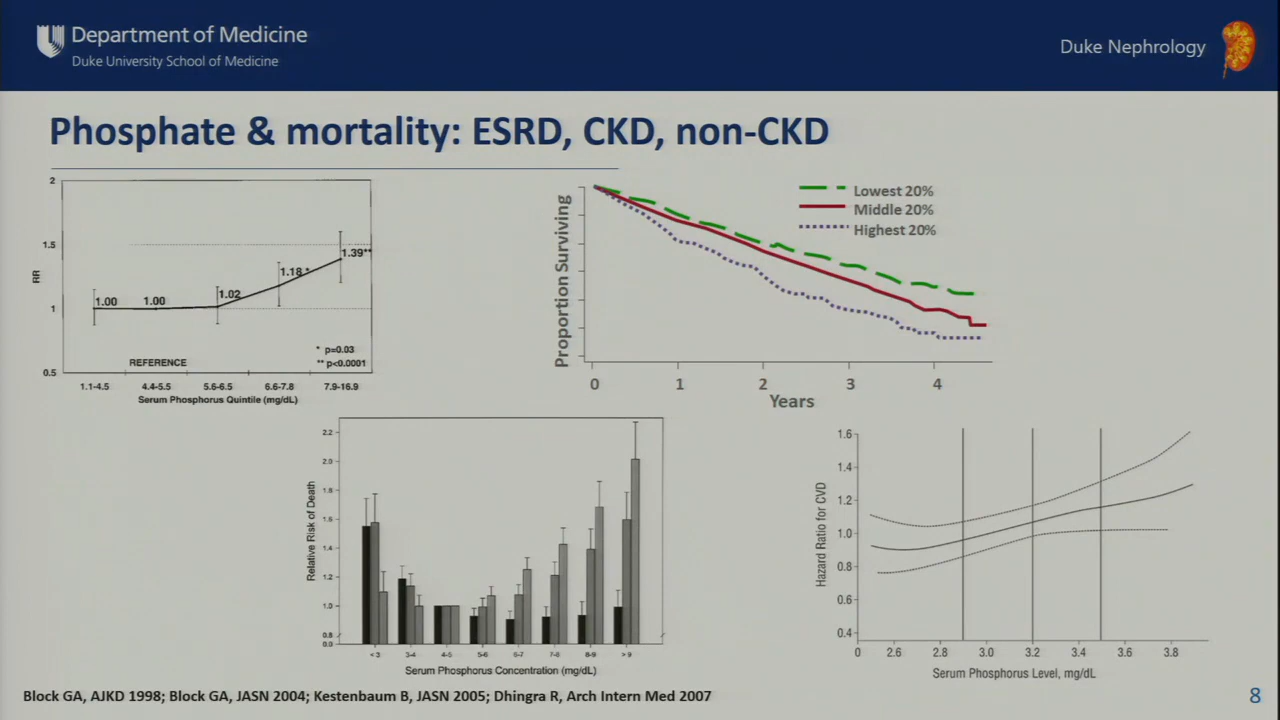 Department of Medicine
Duke University School of Medicine
Duke Nephrology
Phosphate & mortality: ESRD, CKD, non-CKD
2
1.5
1
0.5
RR
1.00
1.00
1.02
1.18 *
1.39**
* p=0.03
** p<0.0001
REFERENCE
1.1-4.5 4.4-5.5 5.6-6.5 6.6-7.8 7.9-16.9
Serum Phosphorus Quintile (mg/dL)
Proportion Surviving
Lowest 20%
Middle 20%
Highest 20%
0 1 2 3 4
Years
Relative Risk of Death
2.2
2.0
1.8
1.6
1.4
1.2
1.0
0.8
0.0
<3 3-4 4-5 5-6 6-7 7-8 8-9 >9
Serum Phosphorus Concentration (mg/dL)
Hazard Ratio for CVD
1.6
1.4
1.2
1.0
0.8
0.6
0.4
0 2.6 2.8 3.0 3.2 3.4 3.6 3.8
Serum Phosphorus Level, mg/dL
Block GA, AJKD 1998; Block GA, JASN 2004; Kestenbaum B, JASN 2005; Dhingra R, Arch Intern Med 2007
8